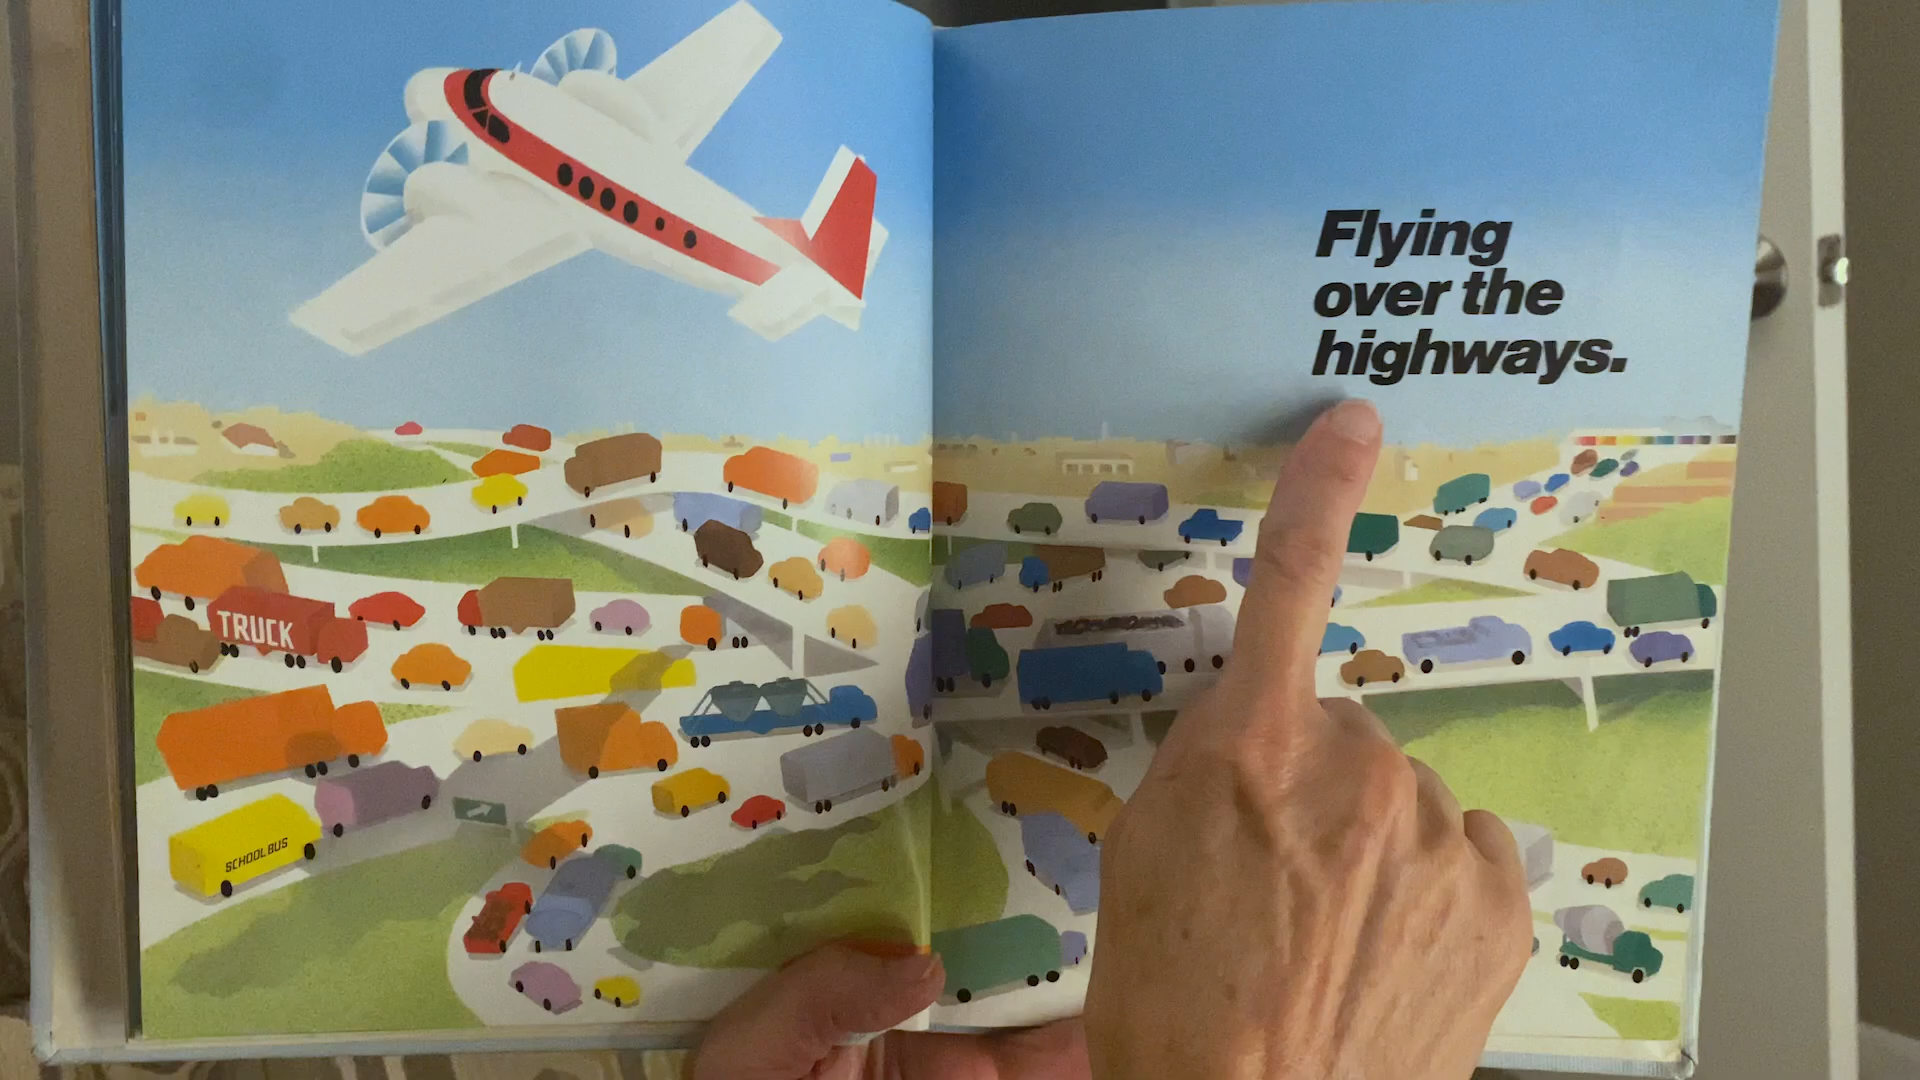 Flying
over the
highways.
TRUCK
SCHOOL BUS